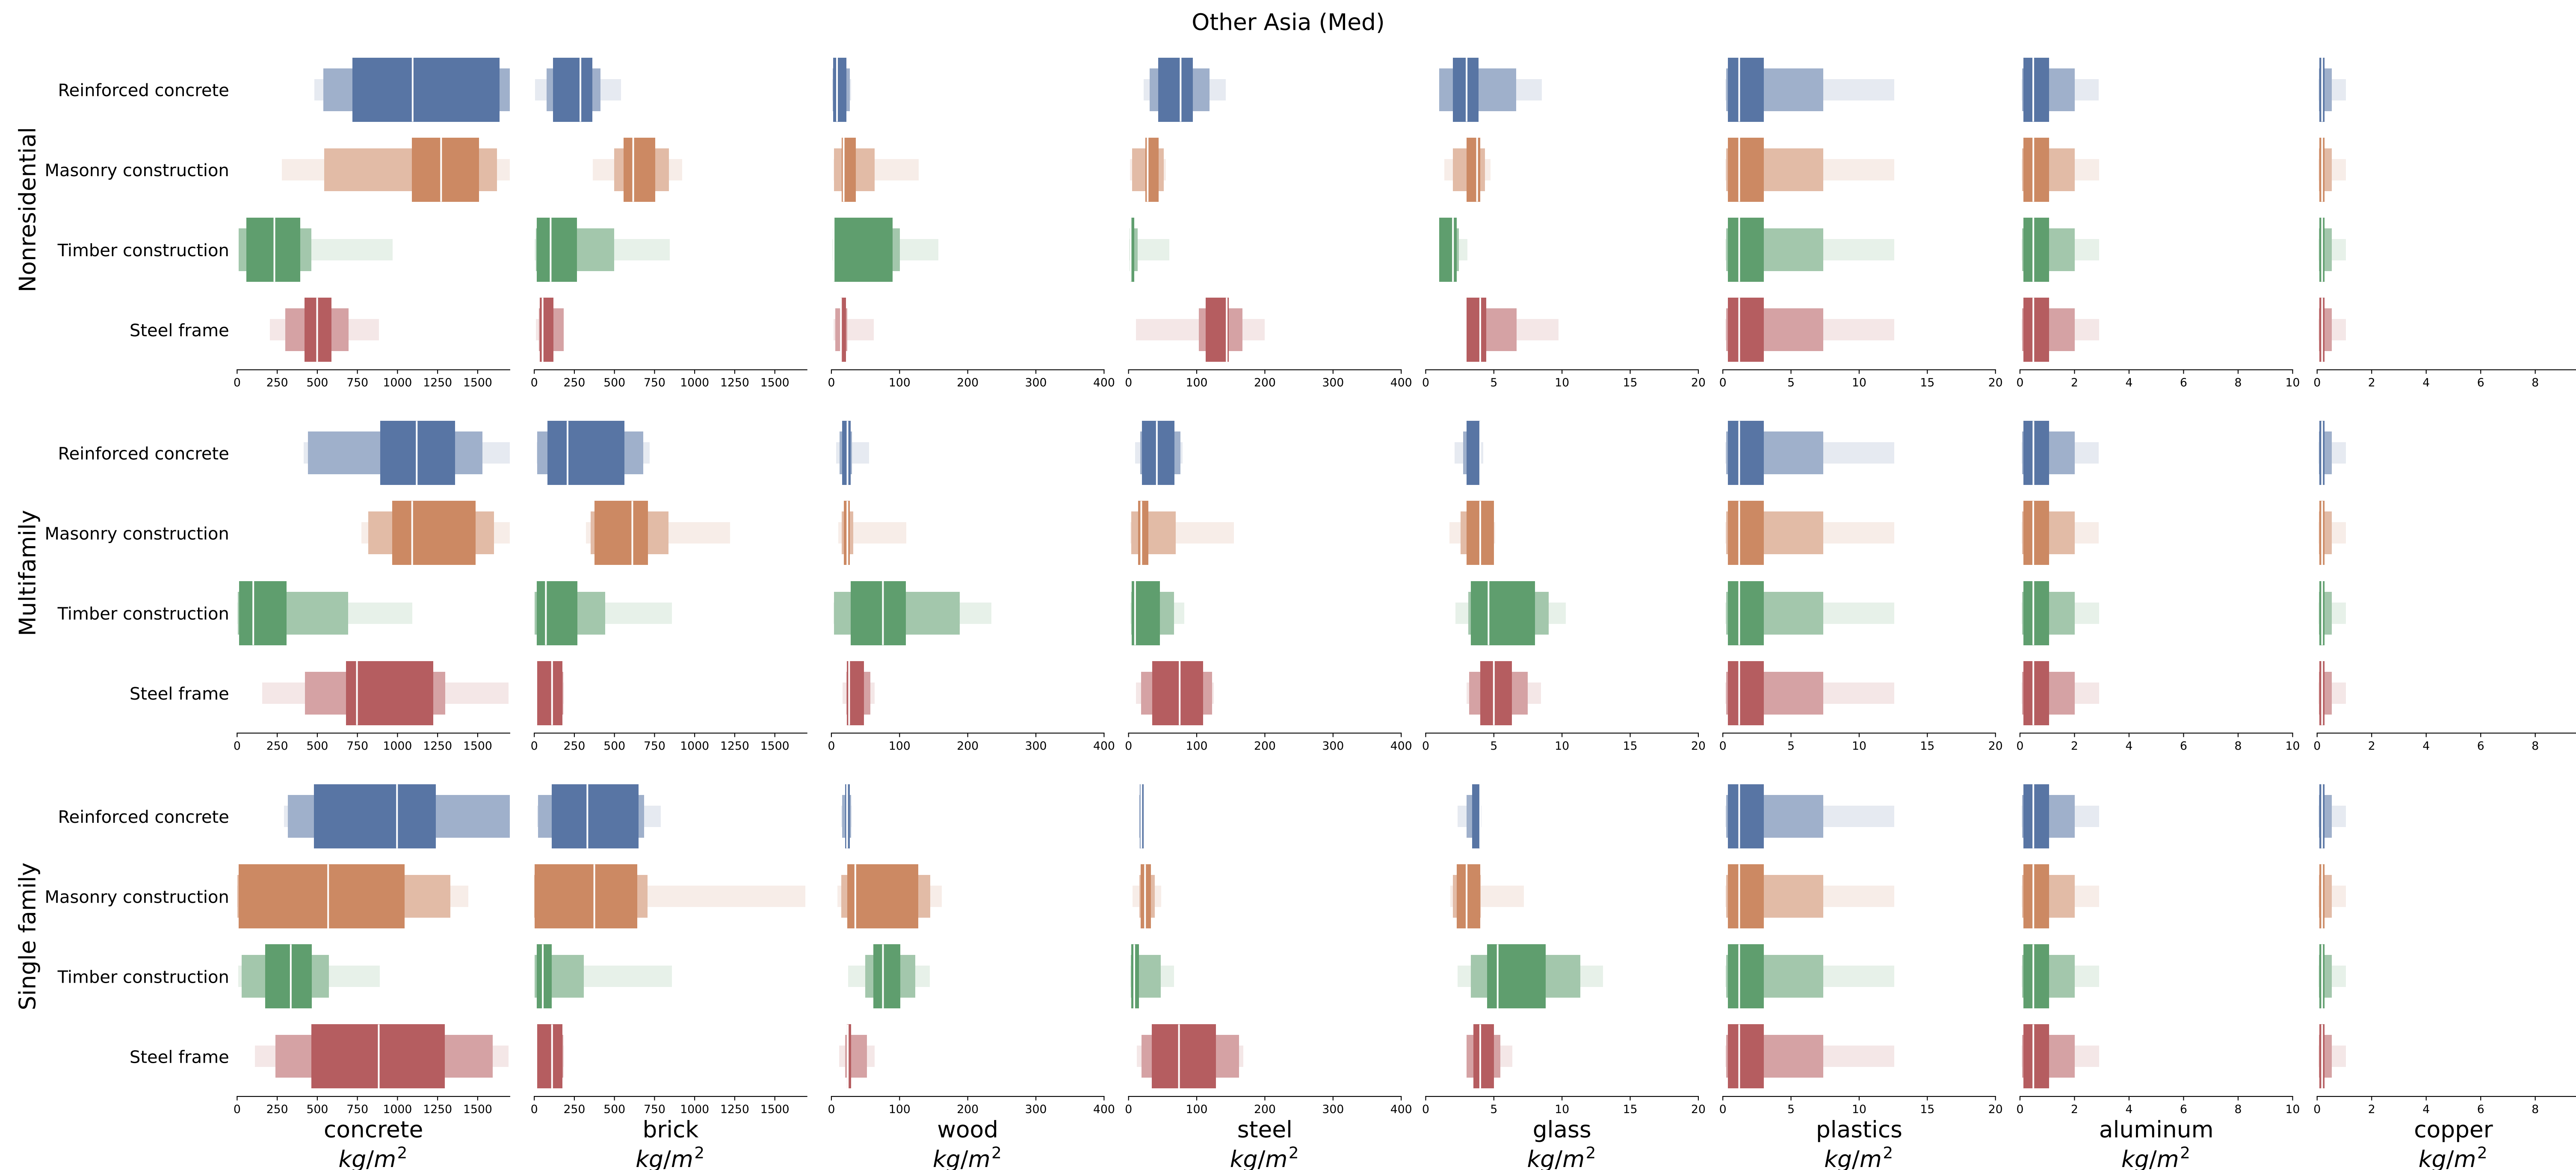 Other Asia (Med)
Nonresidential
Reinforced concrete
Masonry construction
Timber construction
Steel frame
0 250 500 750 1000 1250 1500 0 250 500 750 1000 1250 1500 0 100 200 300 400 0 100 200 300 400 0 5 10 15 20 0 5 10 15 20 0 2 4 6 8 10 0 2 4 6 8
Multifamily
Reinforced concrete
Masonry construction
Timber construction
Steel frame
0 250 500 750 1000 1250 1500 0 250 500 750 1000 1250 1500 0 100 200 300 400 0 100 200 300 400 0 5 10 15 20 0 5 10 15 20 0 2 4 6 8 10 0 2 4 6 8
Single family
Reinforced concrete
Masonry construction
Timber construction
Steel frame
0 250 500 750 1000 1250 1500 0 250 500 750 1000 1250 1500 0 100 200 300 400 0 100 200 300 400 0 5 10 15 20 0 5 10 15 20 0 2 4 6 8 10 0 2 4 6 8
concrete brick wood steel glass plastics aluminum copper
kg/m² kg/m² kg/m² kg/m² kg/m² kg/m² kg/m² kg/m²